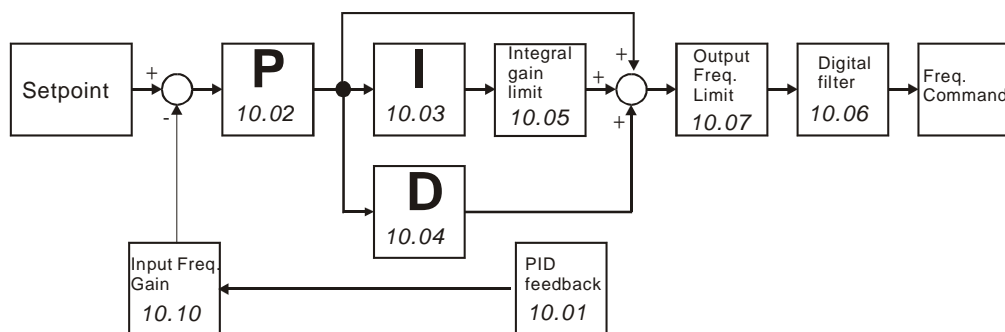 Setpoint
+
-
P
10.02
I
10.03
Integral
gain
limit
10.05
D
10.04
+
+
+
Output
Freq.
Limit
10.07
Digital
filter
10.06
Freq.
Command
Input Freq.
Gain
10.10
PID
feedback
10.01